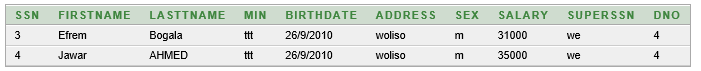 SSN FIRSTNAME LASTTNAME MIN BIRTHDATE ADDRESS SEX SALARY SUPERSSN DNO
3 Efrem Bogala ttt 26/9/2010 woliso m 31000 we 4
4 Jawar AHMED ttt 26/9/2010 woliso m 35000 we 4